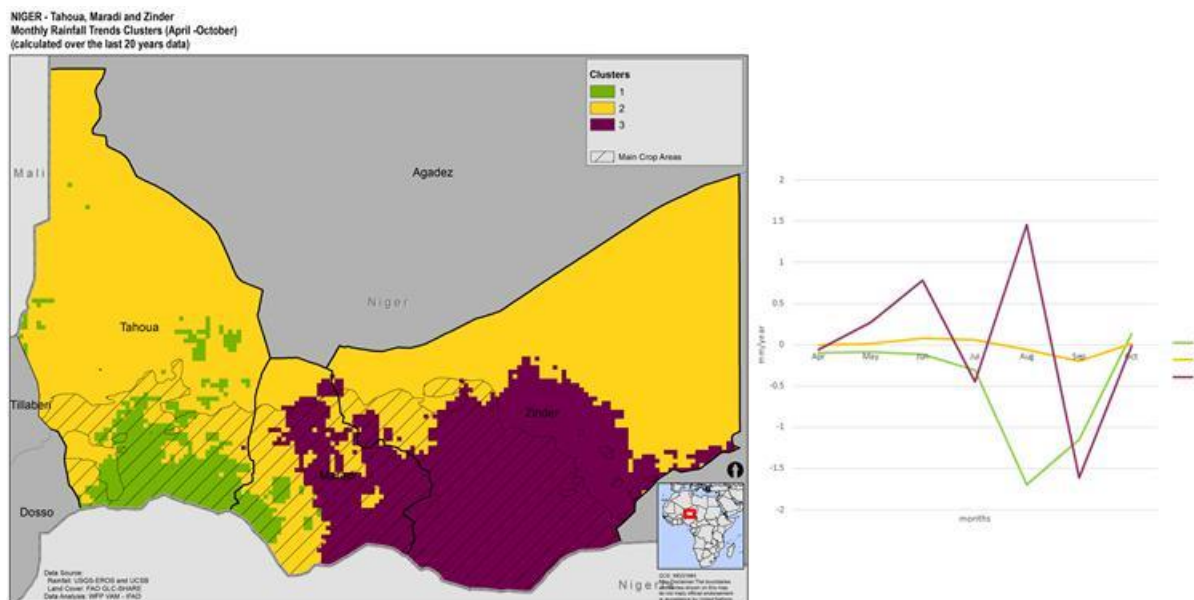 NIGER - Tahoua, Maradi and Zinder
Monthly Rainfall Trends Clusters (April -October)
(calculated over the last 20 years data)
Clusters
1
2
3
Main Crop Areas
Mali
Agadez
Niger
Tahoua
Tillaberi
Zinder
Dosso
Data Source:
Rainfall: USGS-EROS and UCSB
Land Cover: FAO GLC-SHARE
Data Analysis: WFP VAM - IFAD
2
1.5
1
0.5
0
-0.5
-1
-1.5
-2
mm/year
Apr
May
Jun
Jul
Aug
Sep
Oct
months